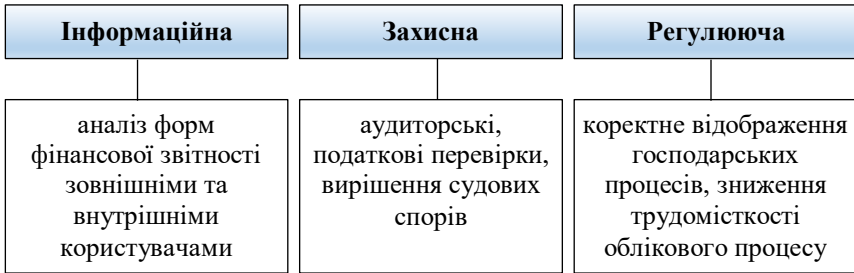 Інформаційна
аналіз форм
фінансової звітності
зовнішніми та
внутрішніми
користувачами
Захисна
аудиторські,
податкові перевірки,
вирішення судових
спорів
Регулююча
коректне відображення
господарських
процесів, зниження
трудомісткості
облікового процесу